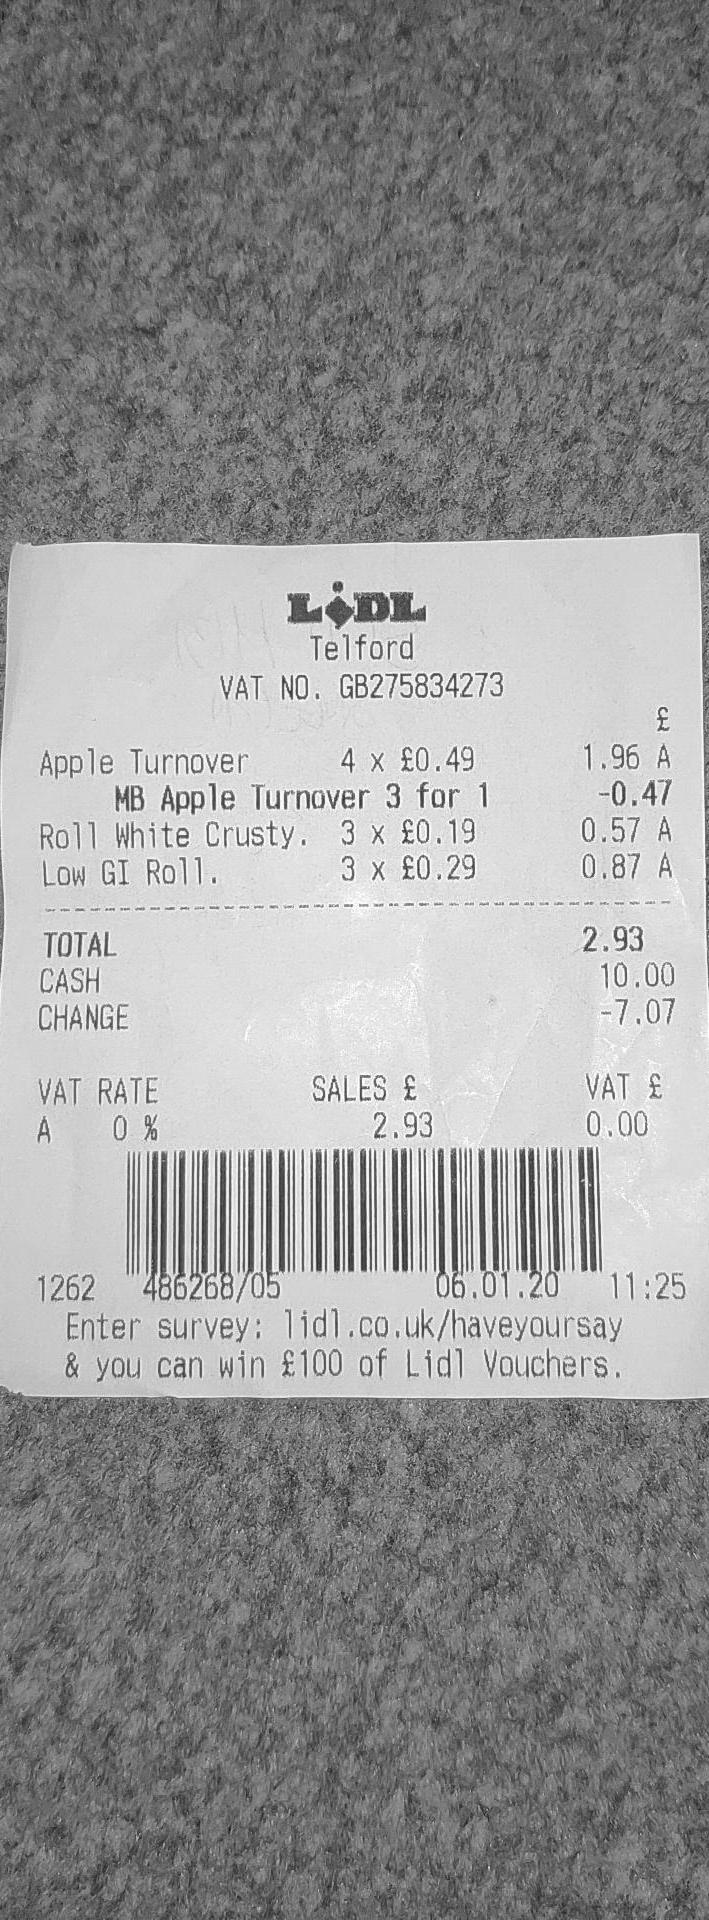 LIDL
Telford
VAT NO. GB275834273
£
Apple Turnover 4 x £0.49 1.96 A
MB Apple Turnover 3 for 1 -0.47
Roll White Crusty. 3 x £0.19 0.57 A
Low GI Roll. 3 x £0.29 0.87 A
TOTAL 2.93
CASH 10.00
CHANGE -7.07
VAT RATE SALES £ VAT £
A 0 % 2.93 0.00
1262 486268/05 06.01.20 11:25
Enter survey: lidl.co.uk/haveyoursay
& you can win £100 of Lidl Vouchers.